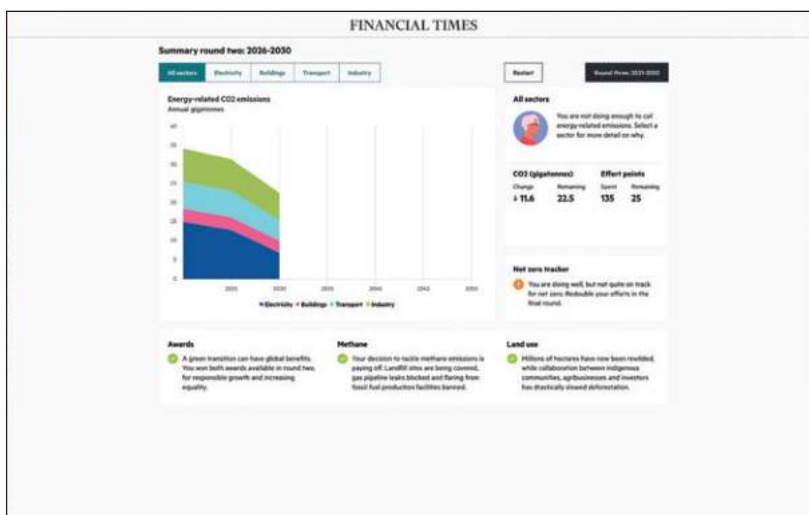 FINANCIAL TIMES
Summary round two: 2026-2030
All sectors
Electricity
Buildings
Transport
Industry
Restart
Round three: 2031-2050
Energy-related CO2 emissions
Annual gigatonnes
40
35
30
25
20
15
10
5
0
2025
2030
2035
2040
2045
2050
Electricity
Buildings
Transport
Industry
All sectors
You are not doing enough to cut
energy-related emissions. Select a
sector for more detail on why.
CO2 (gigatonnes)
Effort points
Change
Remaining
Spent
Remaining
↓ 11.6
22.5
135
25
Net zero tracker
You are doing well, but not quite on track
for net zero. Redouble your efforts in the
final round.
Awards
A green transition can have global benefits.
You won both awards available in round two,
for responsible growth and increasing
equality.
Methane
Your decision to tackle methane emissions is
paying off. Landfill sites are being covered,
gas pipeline leaks blocked and flaring from
fossil fuel production facilities banned.
Land use
Millions of hectares have now been rewilded,
while collaboration between indigenous
communities, agribusinesses and investors
has drastically slowed deforestation.